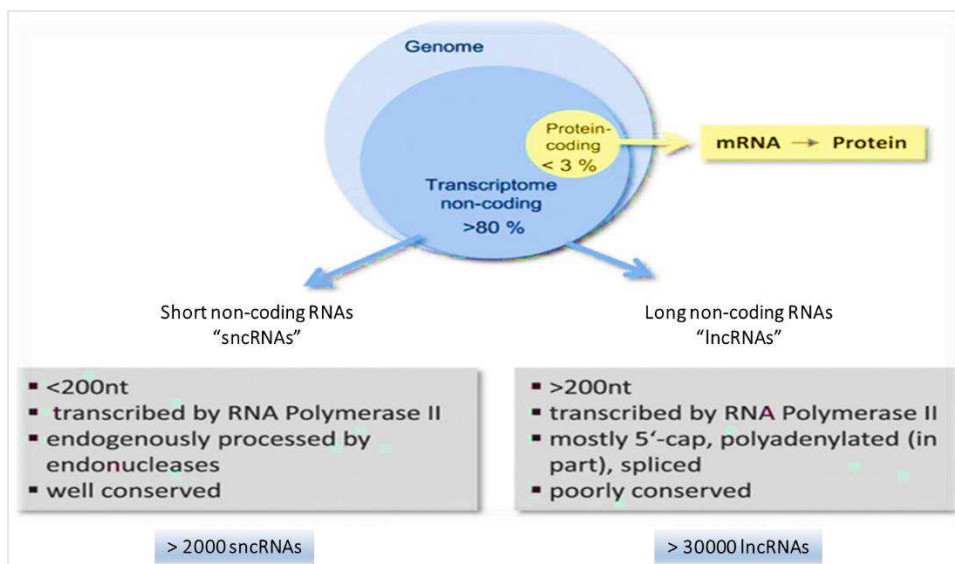 Genome
Protein-
coding
< 3 %
mRNA → Protein
Transcriptome
non-coding
>80 %
Short non-coding RNAs
“sncRNAs”
▪ <200nt
▪ transcribed by RNA Polymerase II
▪ endogenously processed by
endonucleases
▪ well conserved
> 2000 sncRNAs
Long non-coding RNAs
“lncRNAs”
▪ >200nt
▪ transcribed by RNA Polymerase II
▪ mostly 5‘-cap, polyadenylated (in
part), spliced
▪ poorly conserved
> 30000 lncRNAs